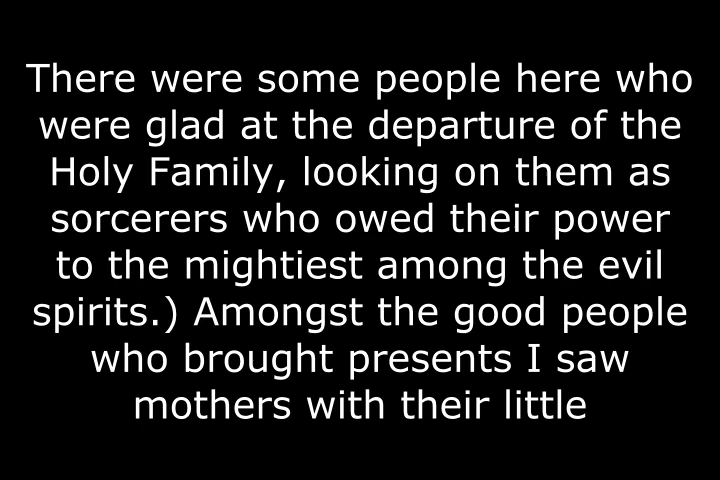 There were some people here who
were glad at the departure of the
Holy Family, looking on them as
sorcerers who owed their power
to the mightiest among the evil
spirits.) Amongst the good people
who brought presents I saw
mothers with their little